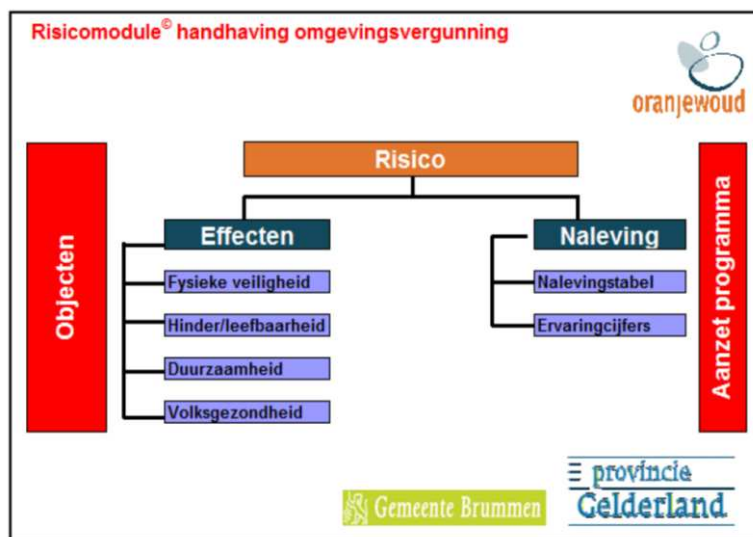 Risicomodule© handhaving omgevingsvergunning
oranjewoud
Objecten
Risico
Effecten
Fysieke veiligheid
Hinder/leefbaarheid
Duurzaamheid
Volksgezondheid
Naleving
Nalevingstabel
Ervaringcijfers
Aanzet programma
Gemeente Brummen
provincie
Gelderland